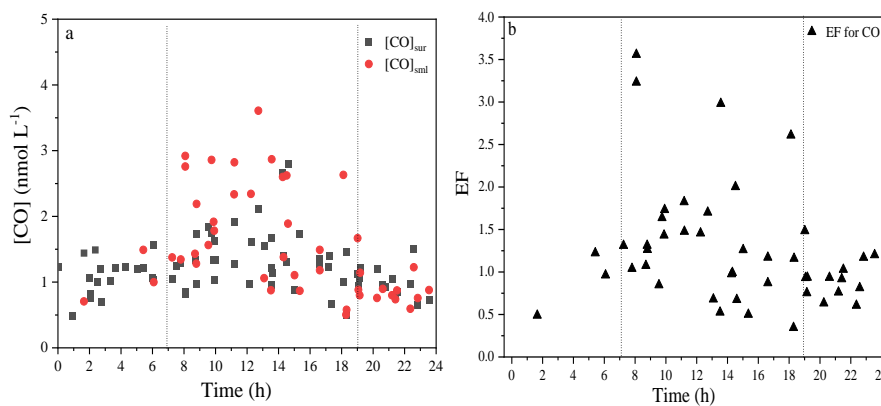 a
[CO]sur
[CO]sml
5
4
3
2
1
0
[CO] (nmol L-1)
0 2 4 6 8 10 12 14 16 18 20 22 24
Time (h)
b
EF for CO
4.0
3.5
3.0
2.5
2.0
1.5
1.0
0.5
0.0
EF
0 2 4 6 8 10 12 14 16 18 20 22 2
Time (h)